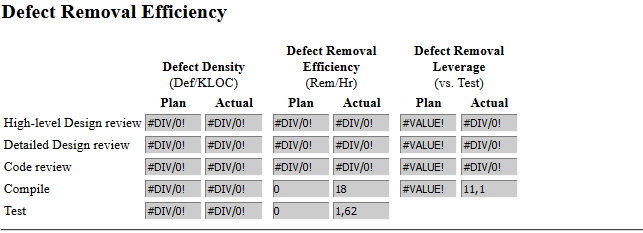 Defect Removal Efficiency
Defect Density
(Def/KLOC)
Defect Removal
Efficiency
(Rem/Hr)
Defect Removal
Leverage
(vs. Test)
Plan Actual Plan Actual Plan Actual
High-level Design review #DIV/0! #DIV/0! #DIV/0! #DIV/0! #VALUE! #DIV/0!
Detailed Design review #DIV/0! #DIV/0! #DIV/0! #DIV/0! #VALUE! #DIV/0!
Code review #DIV/0! #DIV/0! #DIV/0! #DIV/0! #VALUE! #DIV/0!
Compile #DIV/0! #DIV/0! 0 18 #VALUE! 11,1
Test #DIV/0! #DIV/0! 0 1,62